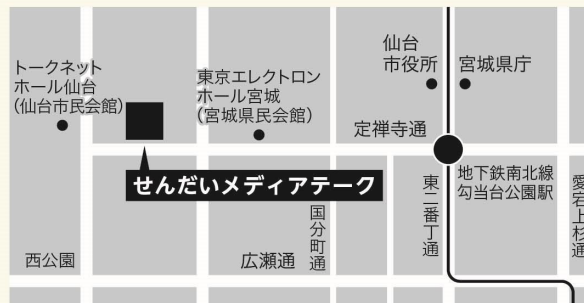 トークネット
ホール仙台
(仙台市民会館)
東京エレクトロン
ホール宮城
(宮城県民会館)
仙台
市役所
宮城県庁
定禅寺通
せんだいメディアテーク
地下鉄南北線
勾当台公園駅
東二番丁通
愛宕上杉通
国分町通
西公園
広瀬通